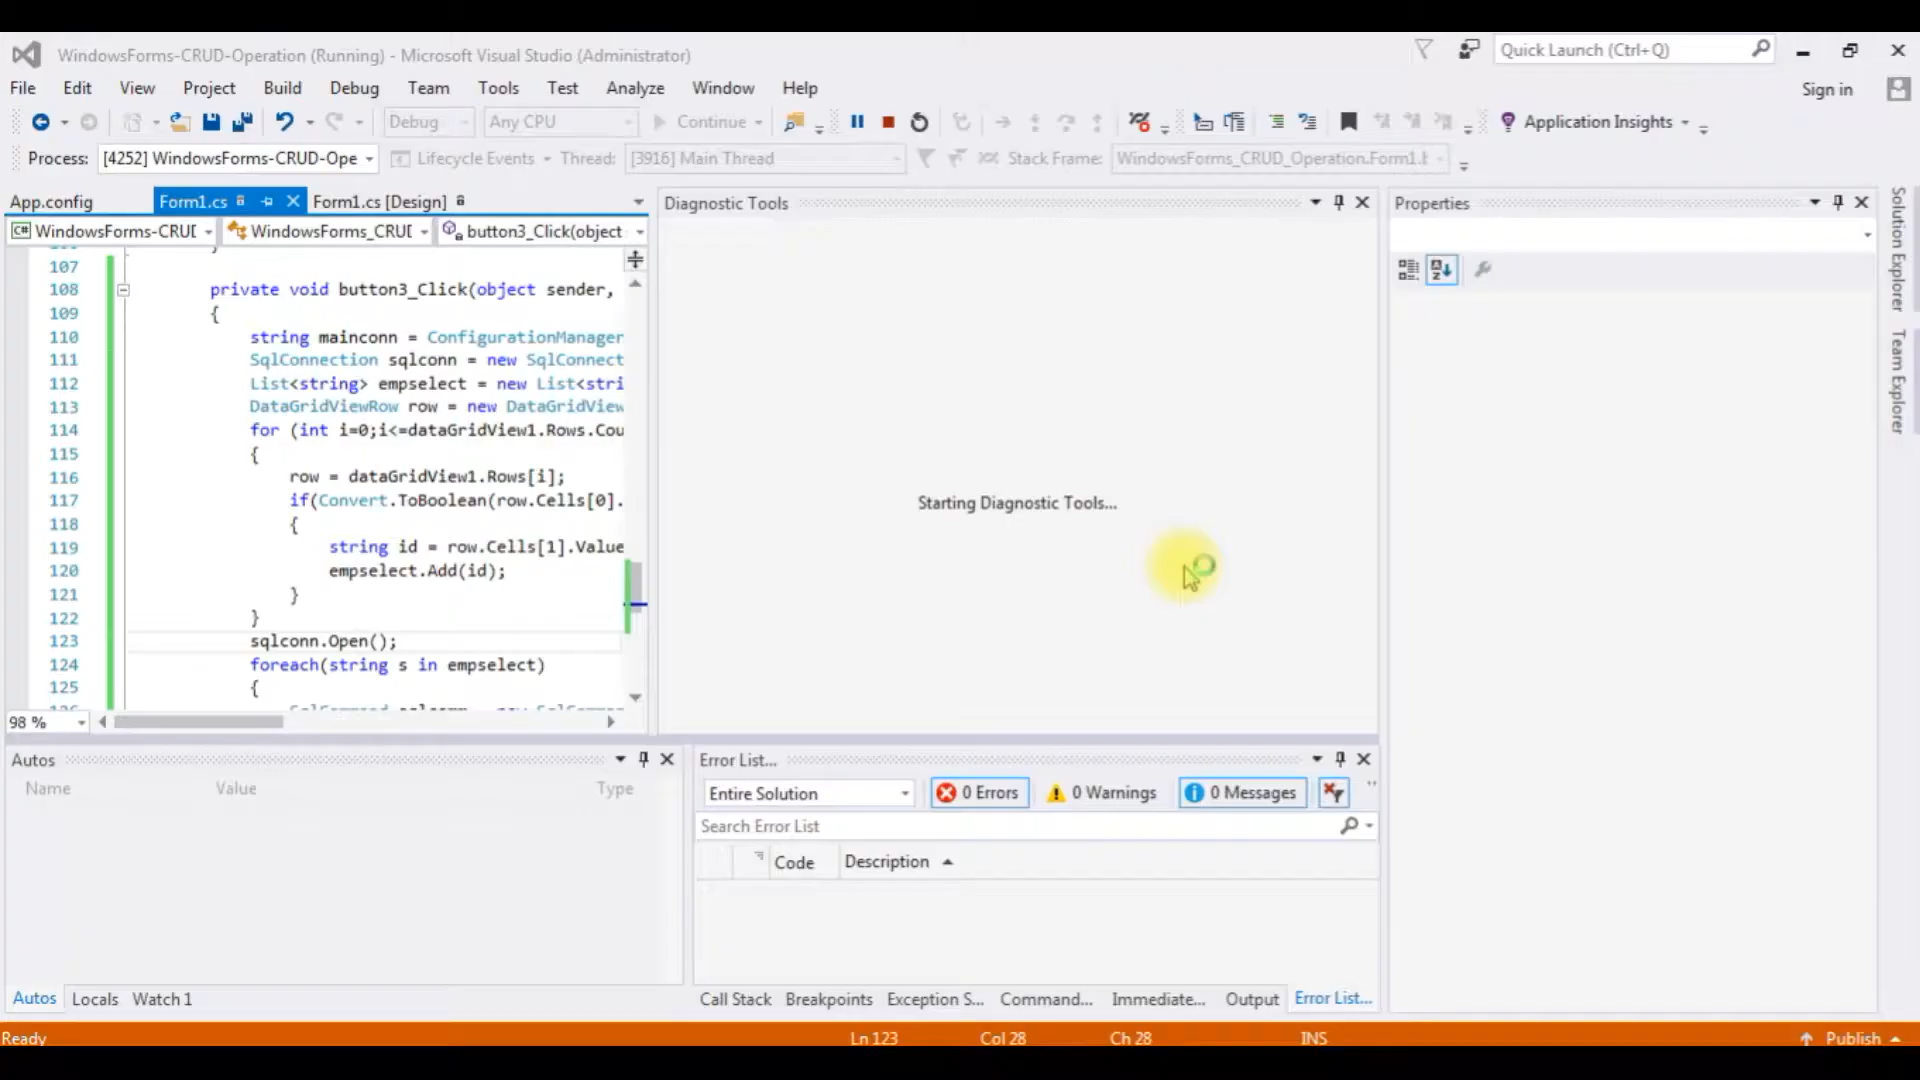 WindowsForms-CRUD-Operation (Running) - Microsoft Visual Studio (Administrator)
Quick Launch (Ctrl+Q)
File Edit View Project Build Debug Team Tools Test Analyze Window Help
Sign in
Debug Any CPU Continue Application Insights
Process: [4252] WindowsForms-CRUD-Ope Lifecycle Events Thread: [3916] Main Thread Stack Frame: WindowsForms_CRUD_Operation.Form1.
App.config Form1.cs Form1.cs [Design]
WindowsForms-CRUD WindowsForms_CRUD button3_Click(object
107
108 private void button3_Click(object sender,
109 {
110 string mainconn = ConfigurationManager
111 SqlConnection sqlconn = new SqlConnect
112 List<string> empselect = new List<stri
113 DataGridViewRow row = new DataGridView
114 for (int i=0;i<=dataGridView1.Rows.Cou
115 {
116 row = dataGridView1.Rows[i];
117 if(Convert.ToBoolean(row.Cells[0].
118 {
119 string id = row.Cells[1].Value
120 empselect.Add(id);
121 }
122 }
123 sqlconn.Open();
124 foreach(string s in empselect)
125 {
98 %
Diagnostic Tools
Starting Diagnostic Tools...
Properties
Solution Explorer
Team Explorer
Autos
Name Value Type
Autos Locals Watch 1
Error List...
Entire Solution 0 Errors 0 Warnings 0 Messages
Search Error List
Code Description
Call Stack Breakpoints Exception S... Command... Immediate... Output Error List...
Ready Ln 123 Col 28 Ch 28 INS Publish